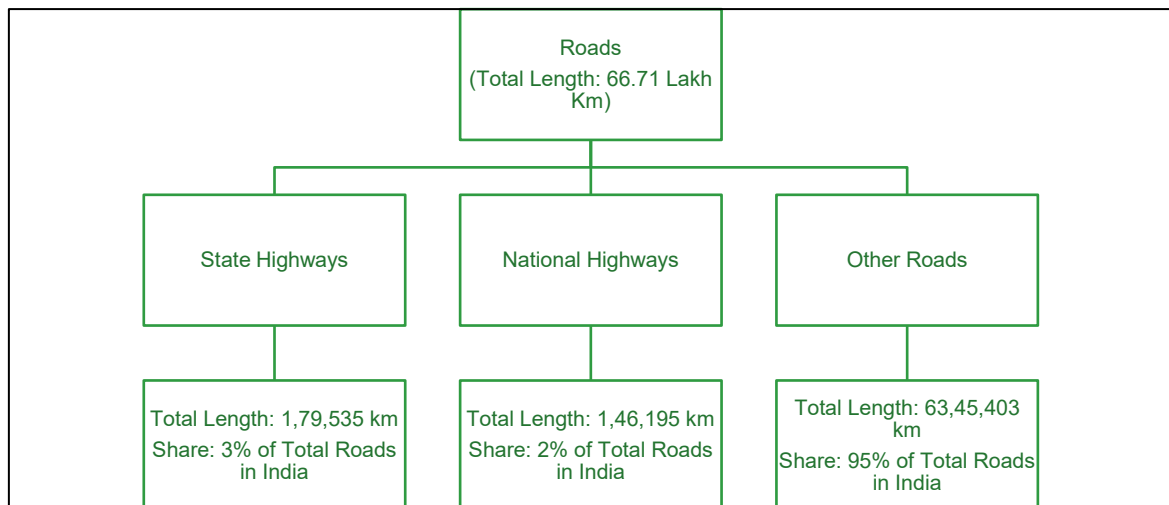 Roads
(Total Length: 66.71 Lakh
Km)
State Highways
National Highways
Other Roads
Total Length: 1,79,535 km
Share: 3% of Total Roads
in India
Total Length: 1,46,195 km
Share: 2% of Total Roads
in India
Total Length: 63,45,403
km
Share: 95% of Total Roads
in India